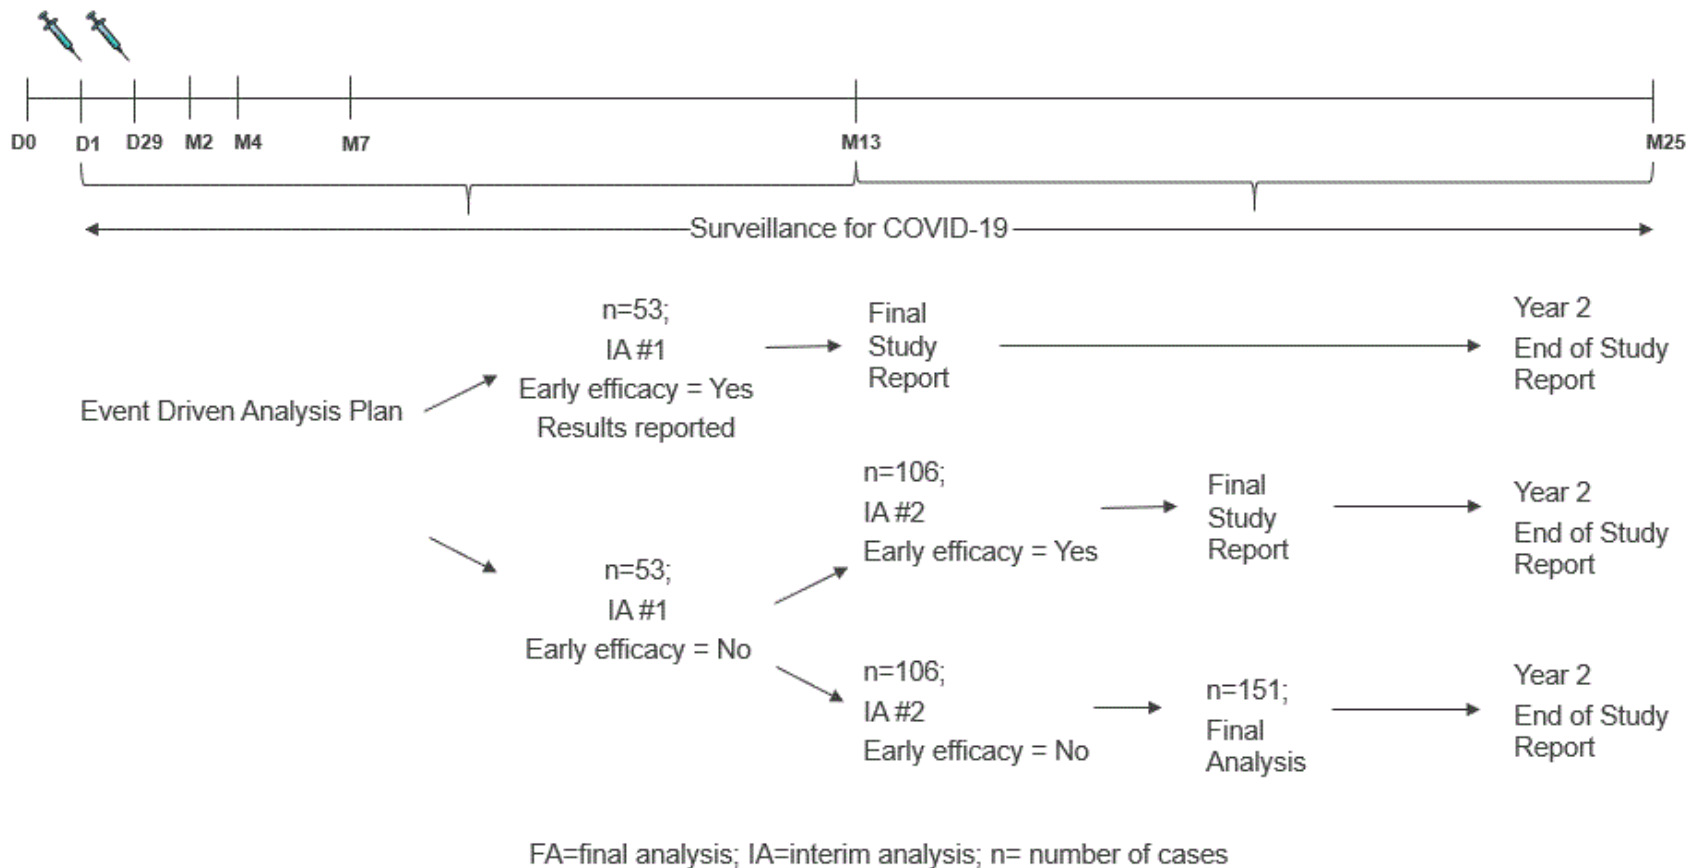 D0 D1 D29 M2 M4 M7 M13 M25
Surveillance for COVID-19
Event Driven Analysis Plan
n=53;
IA #1
Early efficacy = Yes
Results reported
Final
Study
Report
Year 2
End of Study
Report
n=53;
IA #1
Early efficacy = No
n=106;
IA #2
Early efficacy = Yes
Final
Study
Report
Year 2
End of Study
Report
n=106;
IA #2
Early efficacy = No
n=151;
Final
Analysis
Year 2
End of Study
Report
FA=final analysis; IA=interim analysis; n= number of cases